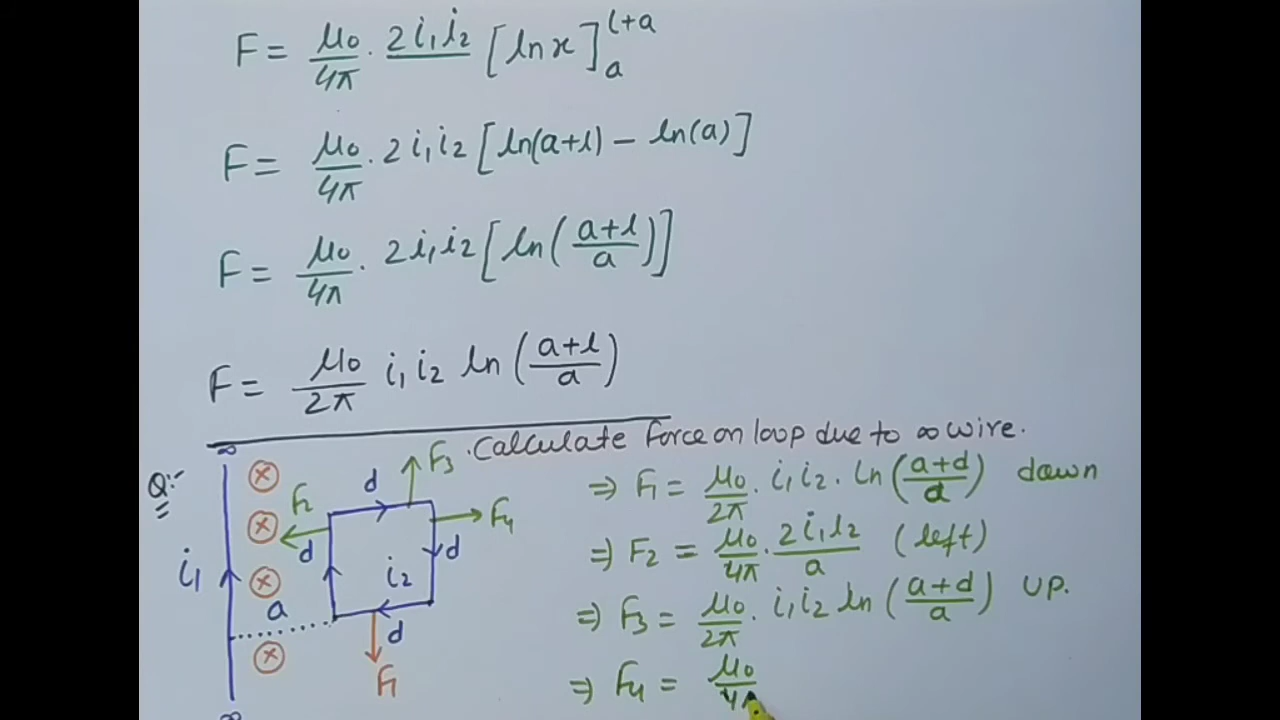 F = μ₀/4π · 2i₁i₂ [ln x]ₐˡ⁺ᵃ
F = μ₀/4π · 2i₁i₂ [ln(a+l) − ln(a)]
F = μ₀/4π · 2i₁i₂ [ln((a+l)/a)]
F = μ₀/2π i₁i₂ ln((a+l)/a)
Q:- Calculate Force on loop due to ∞ wire.
∞
i₁
a
∞
F₂
d
F₃
F₄
d
i₂
d
d
F₁
⇒ F₁ = μ₀/2π · i₁i₂ · ln((a+d)/a) down
⇒ F₂ = μ₀/4π · 2i₁i₂/a (left)
⇒ F₃ = μ₀/2π · i₁i₂ ln((a+d)/a) UP.
⇒ F₄ = μ₀/4π